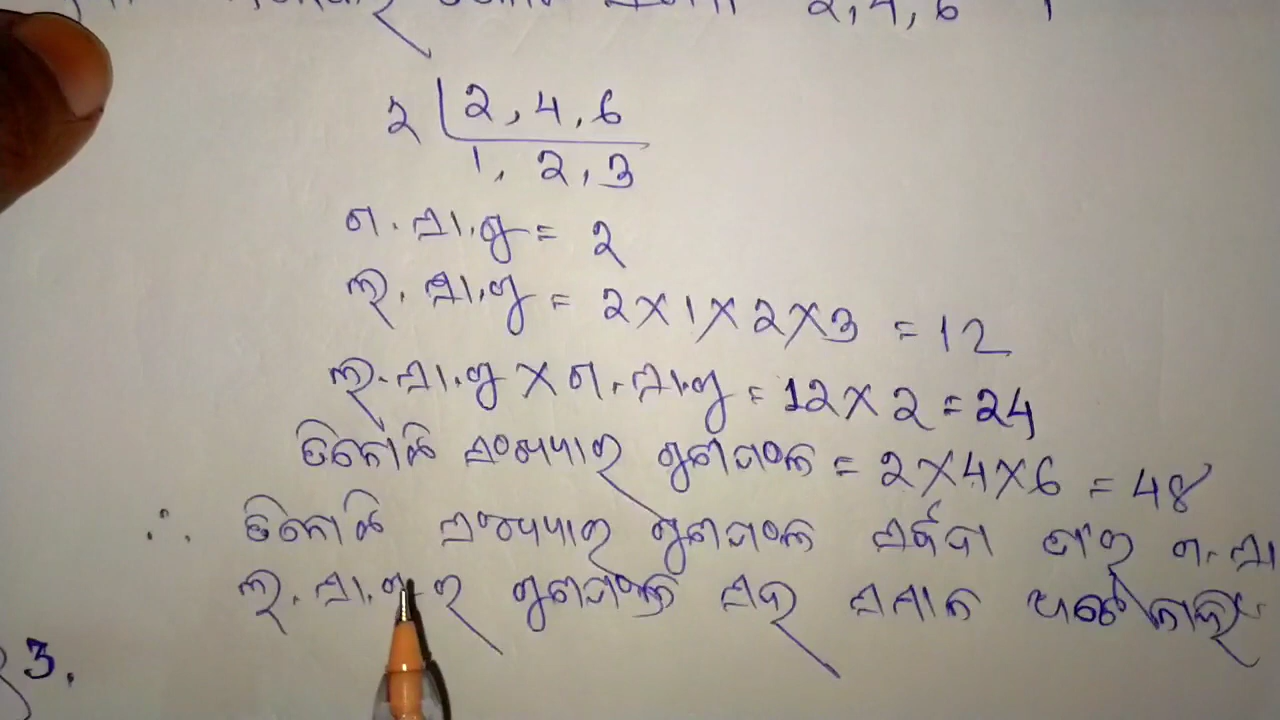 2, 4, 6 ।
2 | 2, 4, 6
1, 2, 3
ଗ.ସା.ଗୁ = 2
ଲ.ସା.ଗୁ = 2 X 1 X 2 X 3 = 12
ଲ.ସା.ଗୁ X ଗ.ସା.ଗୁ = 12 X 2 = 24
ତିନୋଟି ସଂଖ୍ୟାର ଗୁଣଫଳ = 2 X 4 X 6 = 48
∴ ତିନୋଟି ସଂଖ୍ୟାର ଗୁଣଫଳ ସର୍ବଦା ତାର ଗ.ସା
ଲ.ସା.ଗୁ ର ଗୁଣଫଳ ସହ ସମାନ ହୁଏ ନାହିଁ
3.